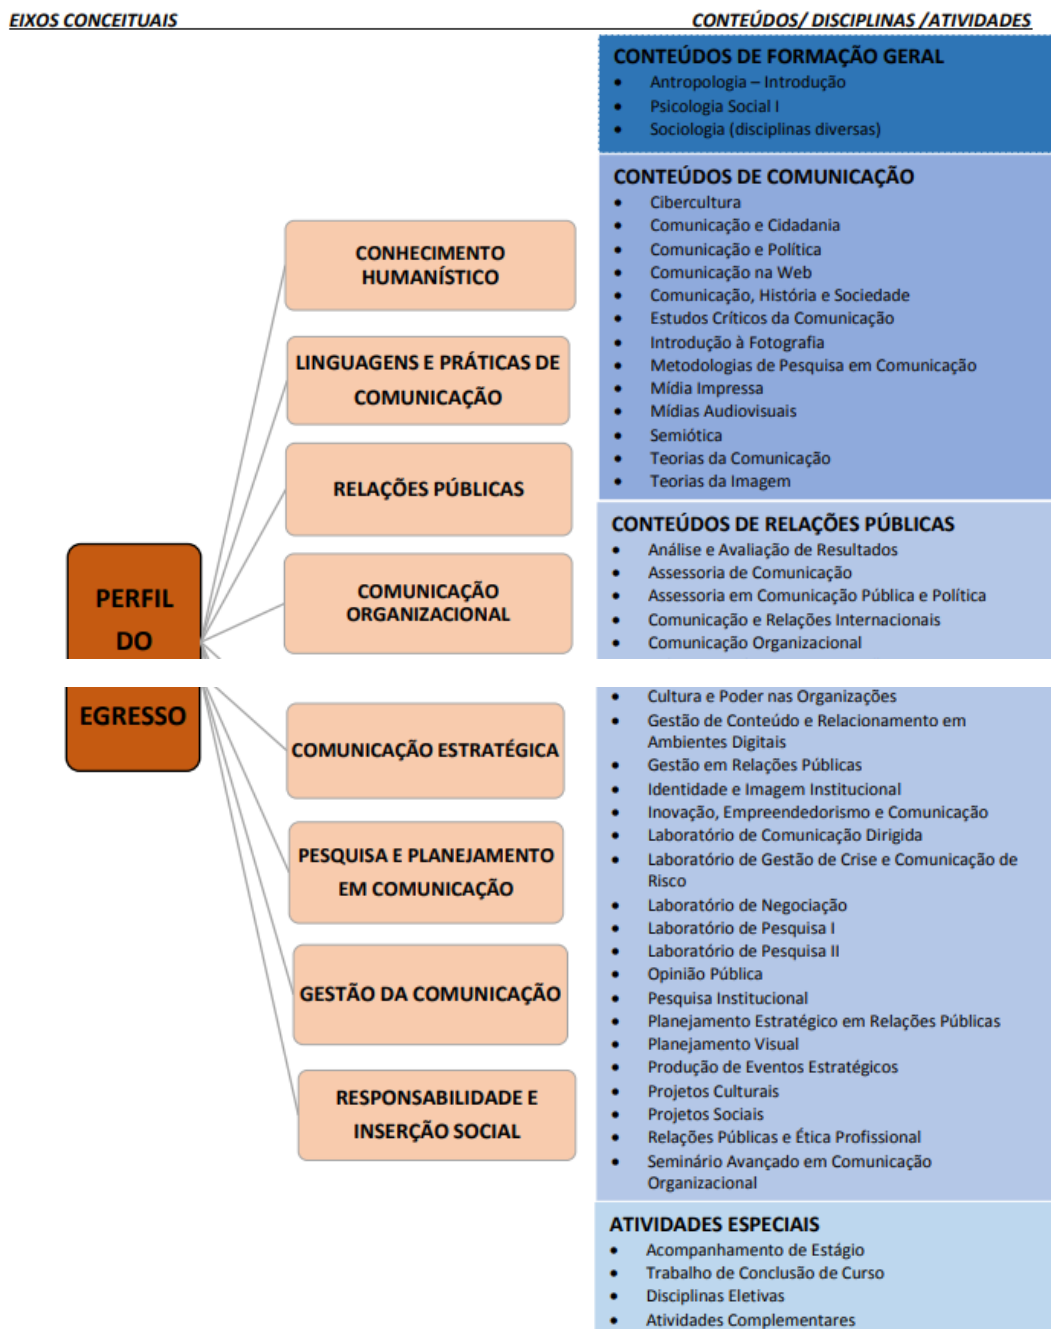 EIXOS CONCEITUAIS
CONTEÚDOS/ DISCIPLINAS /ATIVIDADES
PERFIL
DO
EGRESSO
CONHECIMENTO
HUMANÍSTICO
LINGUAGENS E PRÁTICAS DE
COMUNICAÇÃO
RELAÇÕES PÚBLICAS
COMUNICAÇÃO
ORGANIZACIONAL
COMUNICAÇÃO ESTRATÉGICA
PESQUISA E PLANEJAMENTO
EM COMUNICAÇÃO
GESTÃO DA COMUNICAÇÃO
RESPONSABILIDADE E
INSERÇÃO SOCIAL
CONTEÚDOS DE FORMAÇÃO GERAL
• Antropologia – Introdução
• Psicologia Social I
• Sociologia (disciplinas diversas)
CONTEÚDOS DE COMUNICAÇÃO
• Cibercultura
• Comunicação e Cidadania
• Comunicação e Política
• Comunicação na Web
• Comunicação, História e Sociedade
• Estudos Críticos da Comunicação
• Introdução à Fotografia
• Metodologias de Pesquisa em Comunicação
• Mídia Impressa
• Mídias Audiovisuais
• Semiótica
• Teorias da Comunicação
• Teorias da Imagem
CONTEÚDOS DE RELAÇÕES PÚBLICAS
• Análise e Avaliação de Resultados
• Assessoria de Comunicação
• Assessoria em Comunicação Pública e Política
• Comunicação e Relações Internacionais
• Comunicação Organizacional
• Cultura e Poder nas Organizações
• Gestão de Conteúdo e Relacionamento em
Ambientes Digitais
• Gestão em Relações Públicas
• Identidade e Imagem Institucional
• Inovação, Empreendedorismo e Comunicação
• Laboratório de Comunicação Dirigida
• Laboratório de Gestão de Crise e Comunicação de
Risco
• Laboratório de Negociação
• Laboratório de Pesquisa I
• Laboratório de Pesquisa II
• Opinião Pública
• Pesquisa Institucional
• Planejamento Estratégico em Relações Públicas
• Planejamento Visual
• Produção de Eventos Estratégicos
• Projetos Culturais
• Projetos Sociais
• Relações Públicas e Ética Profissional
• Seminário Avançado em Comunicação
Organizacional
ATIVIDADES ESPECIAIS
• Acompanhamento de Estágio
• Trabalho de Conclusão de Curso
• Disciplinas Eletivas
• Atividades Complementares